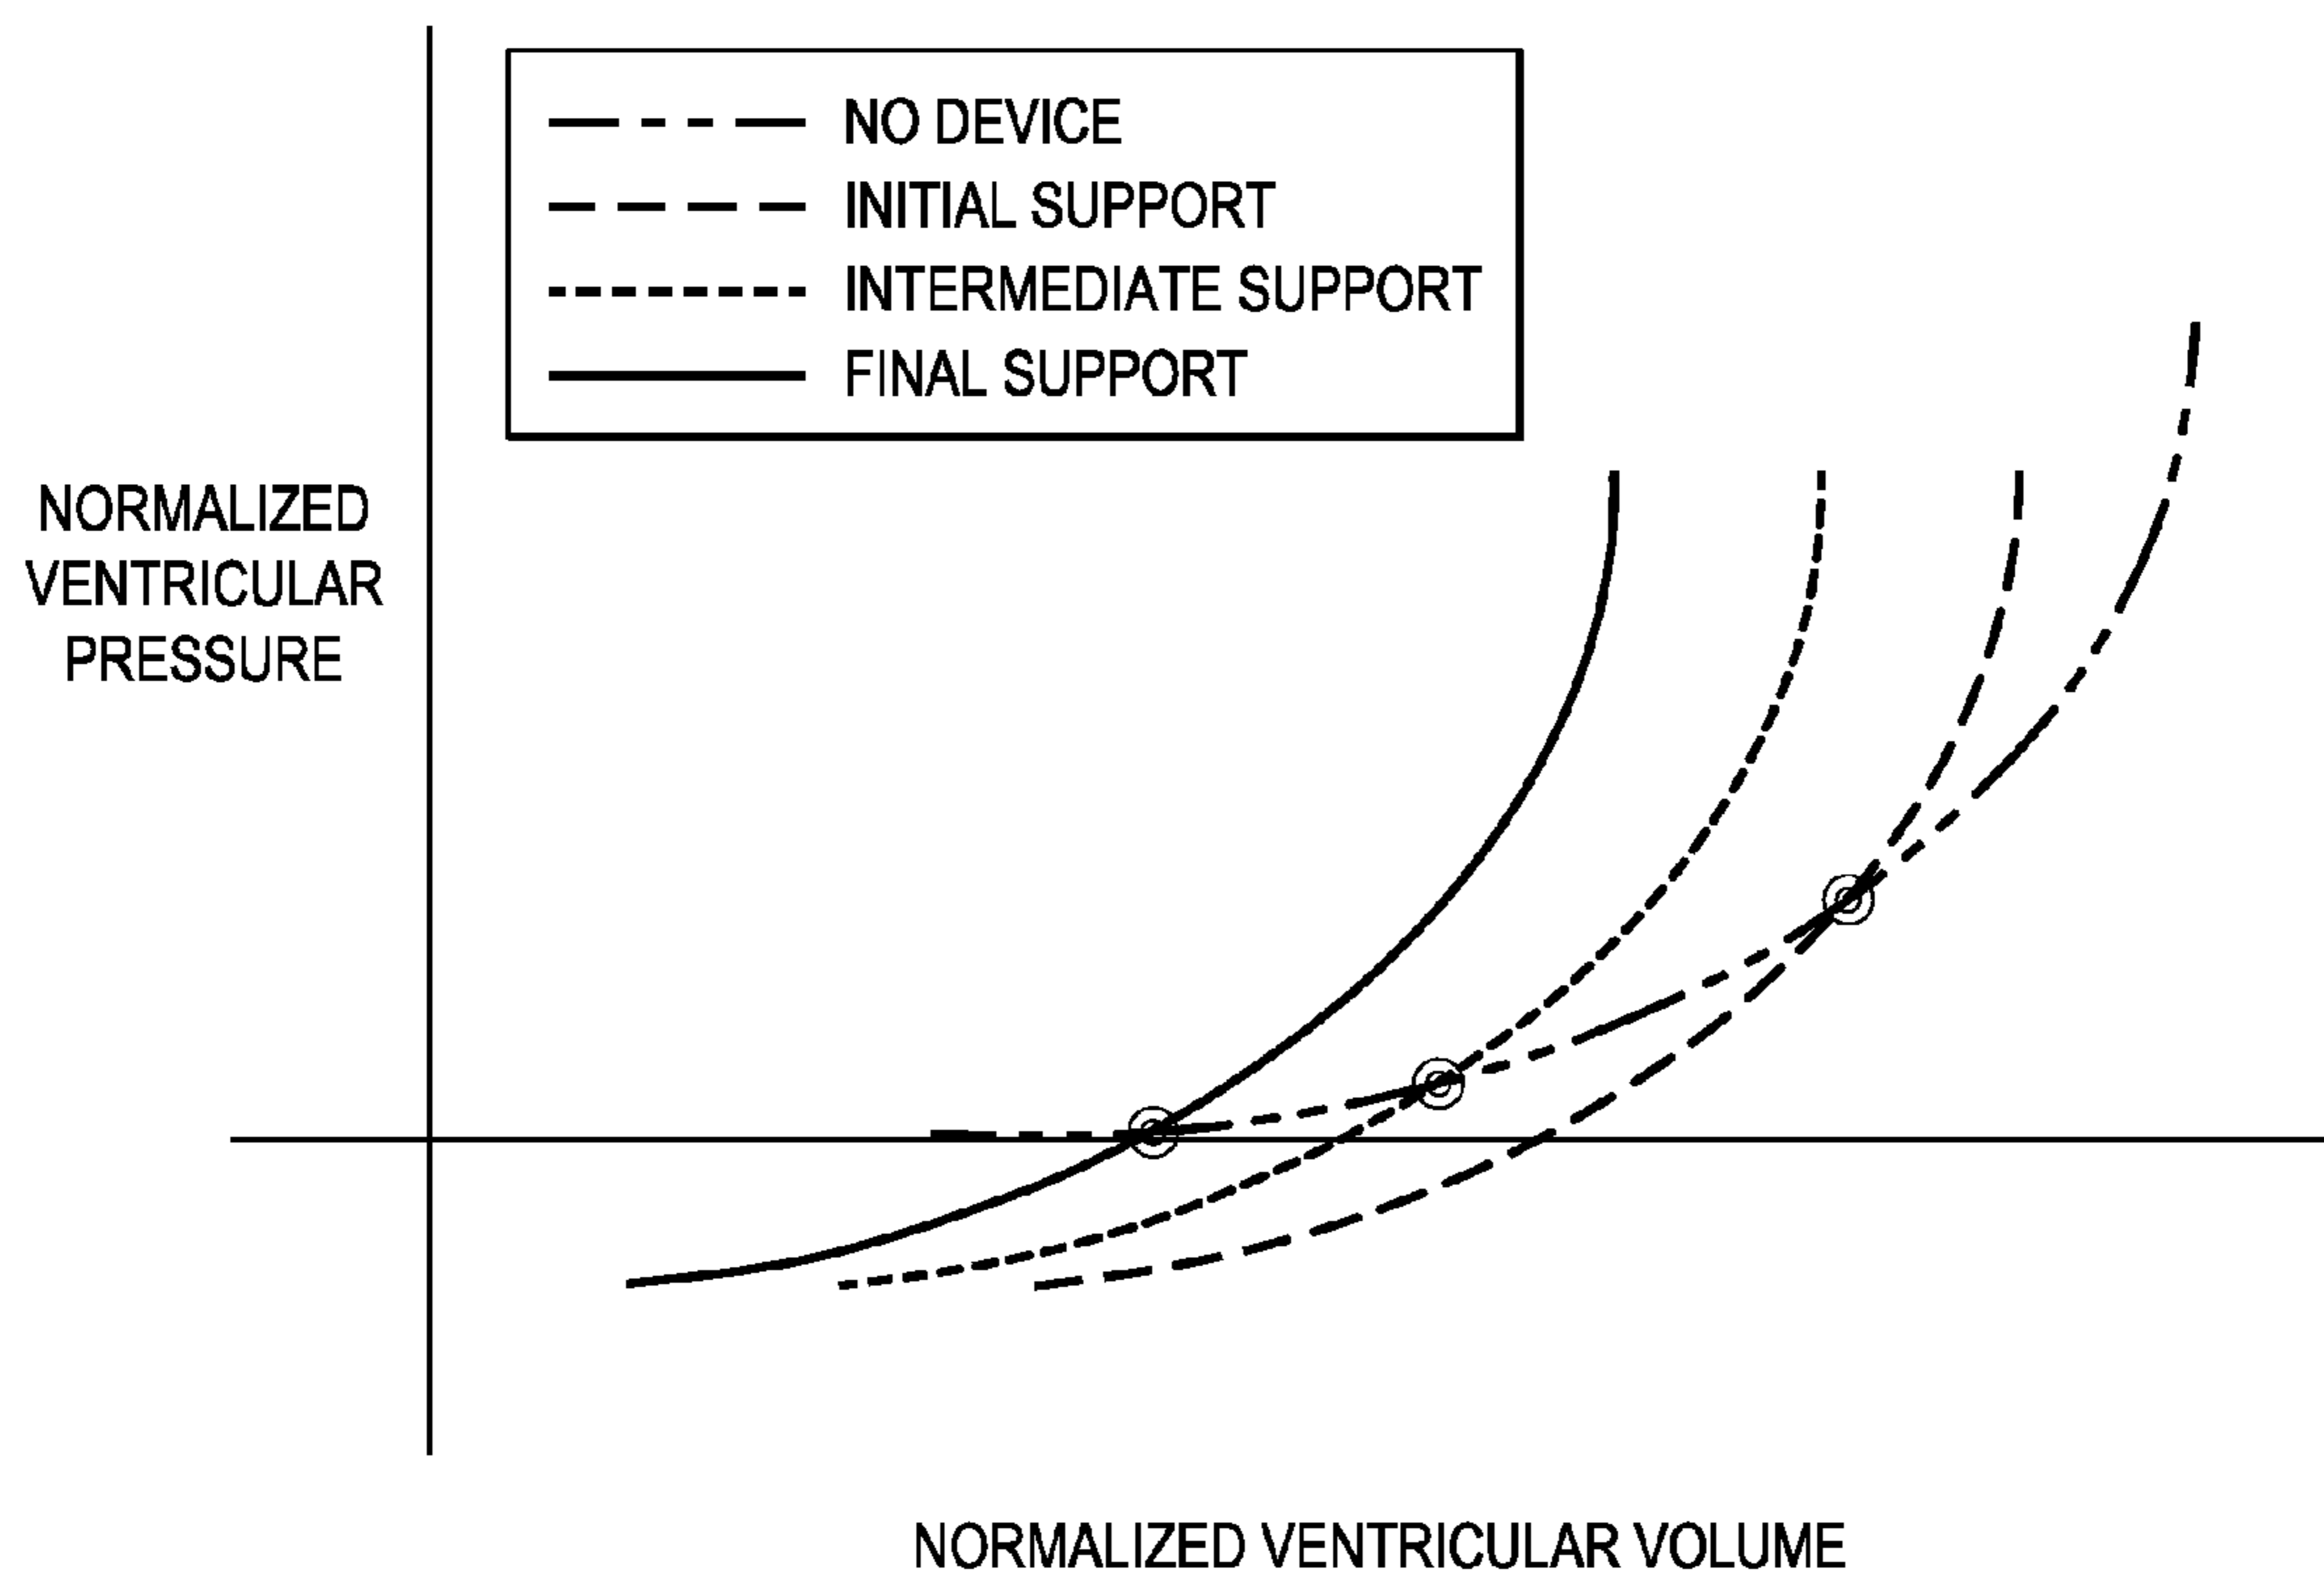 NO DEVICE
INITIAL SUPPORT
INTERMEDIATE SUPPORT
FINAL SUPPORT
NORMALIZED
VENTRICULAR
PRESSURE
NORMALIZED VENTRICULAR VOLUME